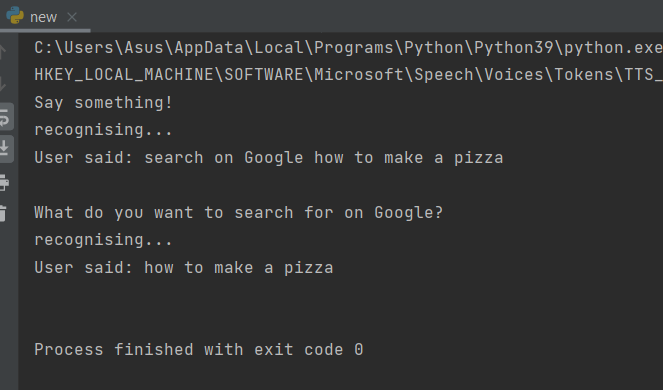 new
C:\Users\Asus\AppData\Local\Programs\Python\Python39\python.exe
HKEY_LOCAL_MACHINE\SOFTWARE\Microsoft\Speech\Voices\Tokens\TTS_
Say something!
recognising...
User said: search on Google how to make a pizza
What do you want to search for on Google?
recognising...
User said: how to make a pizza
Process finished with exit code 0